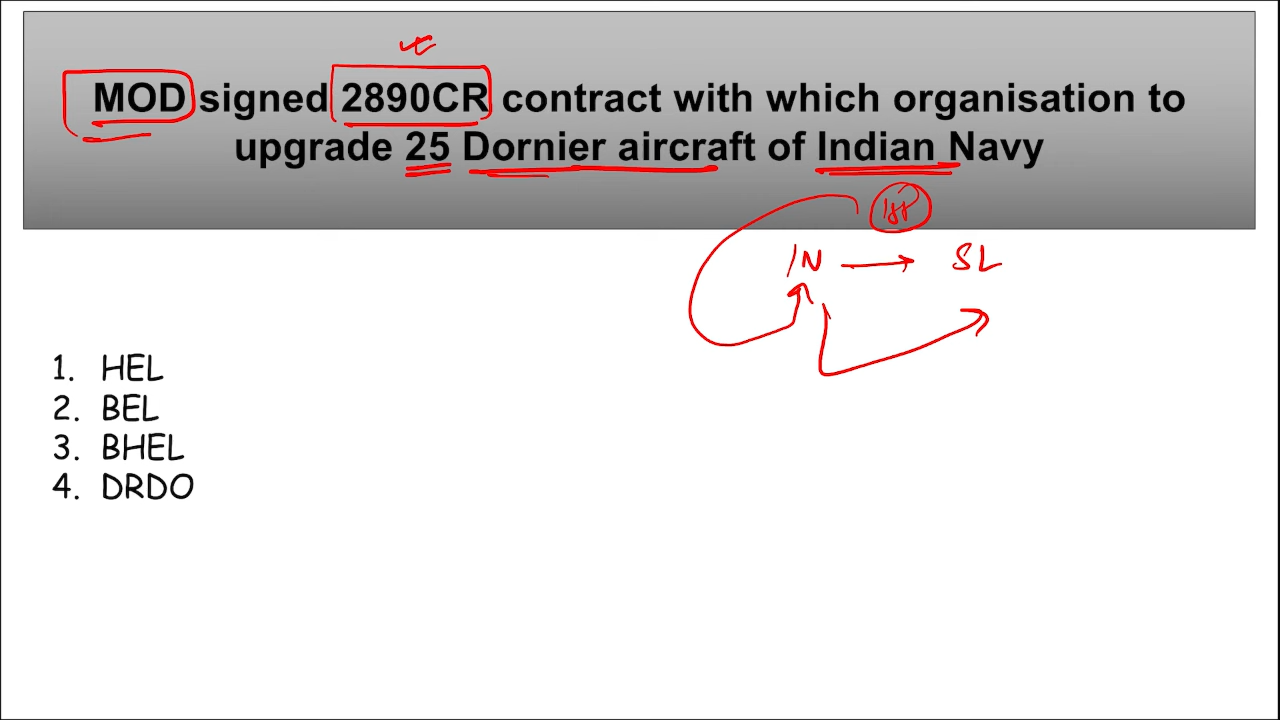 MOD signed 2890CR contract with which organisation to
upgrade 25 Dornier aircraft of Indian Navy
IN → SL
1. HEL
2. BEL
3. BHEL
4. DRDO